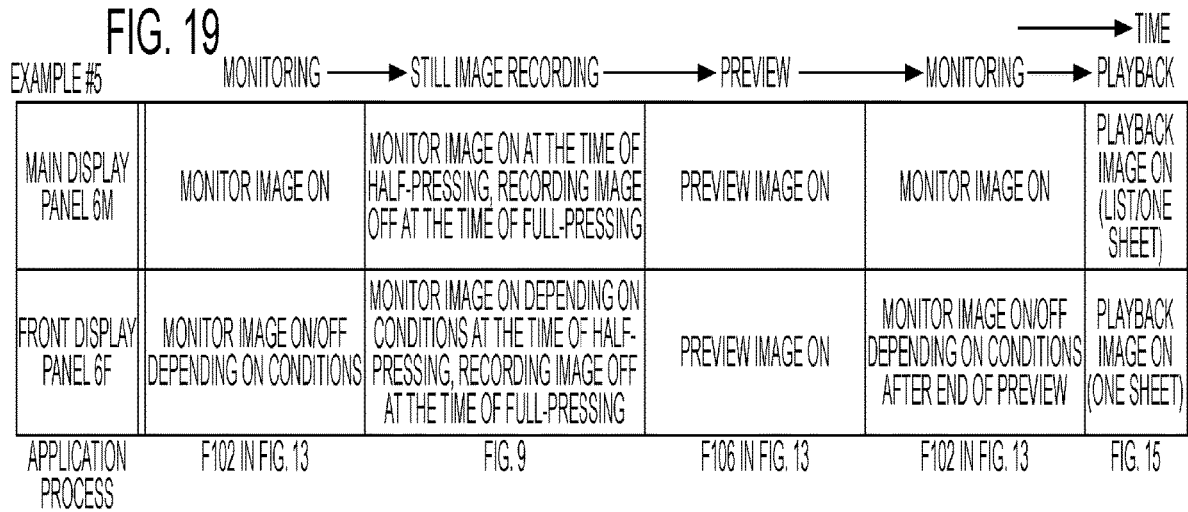 FIG. 19
TIME
EXAMPLE #5
MONITORING
STILL IMAGE RECORDING
PREVIEW
MONITORING
PLAYBACK
MAIN DISPLAY
PANEL 6M
MONITOR IMAGE ON
MONITOR IMAGE ON AT THE TIME OF
HALF-PRESSING, RECORDING IMAGE
OFF AT THE TIME OF FULL-PRESSING
PREVIEW IMAGE ON
MONITOR IMAGE ON
PLAYBACK
IMAGE ON
(LIST/ONE
SHEET)
FRONT DISPLAY
PANEL 6F
MONITOR IMAGE ON/OFF
DEPENDING ON CONDITIONS
MONITOR IMAGE ON DEPENDING ON
CONDITIONS AT THE TIME OF HALF-
PRESSING, RECORDING IMAGE OFF
AT THE TIME OF FULL-PRESSING
PREVIEW IMAGE ON
MONITOR IMAGE ON/OFF
DEPENDING ON CONDITIONS
AFTER END OF PREVIEW
PLAYBACK
IMAGE ON
(ONE SHEET)
APPLICATION
PROCESS
F102 IN FIG. 13
FIG. 9
F106 IN FIG. 13
F102 IN FIG. 13
FIG. 15